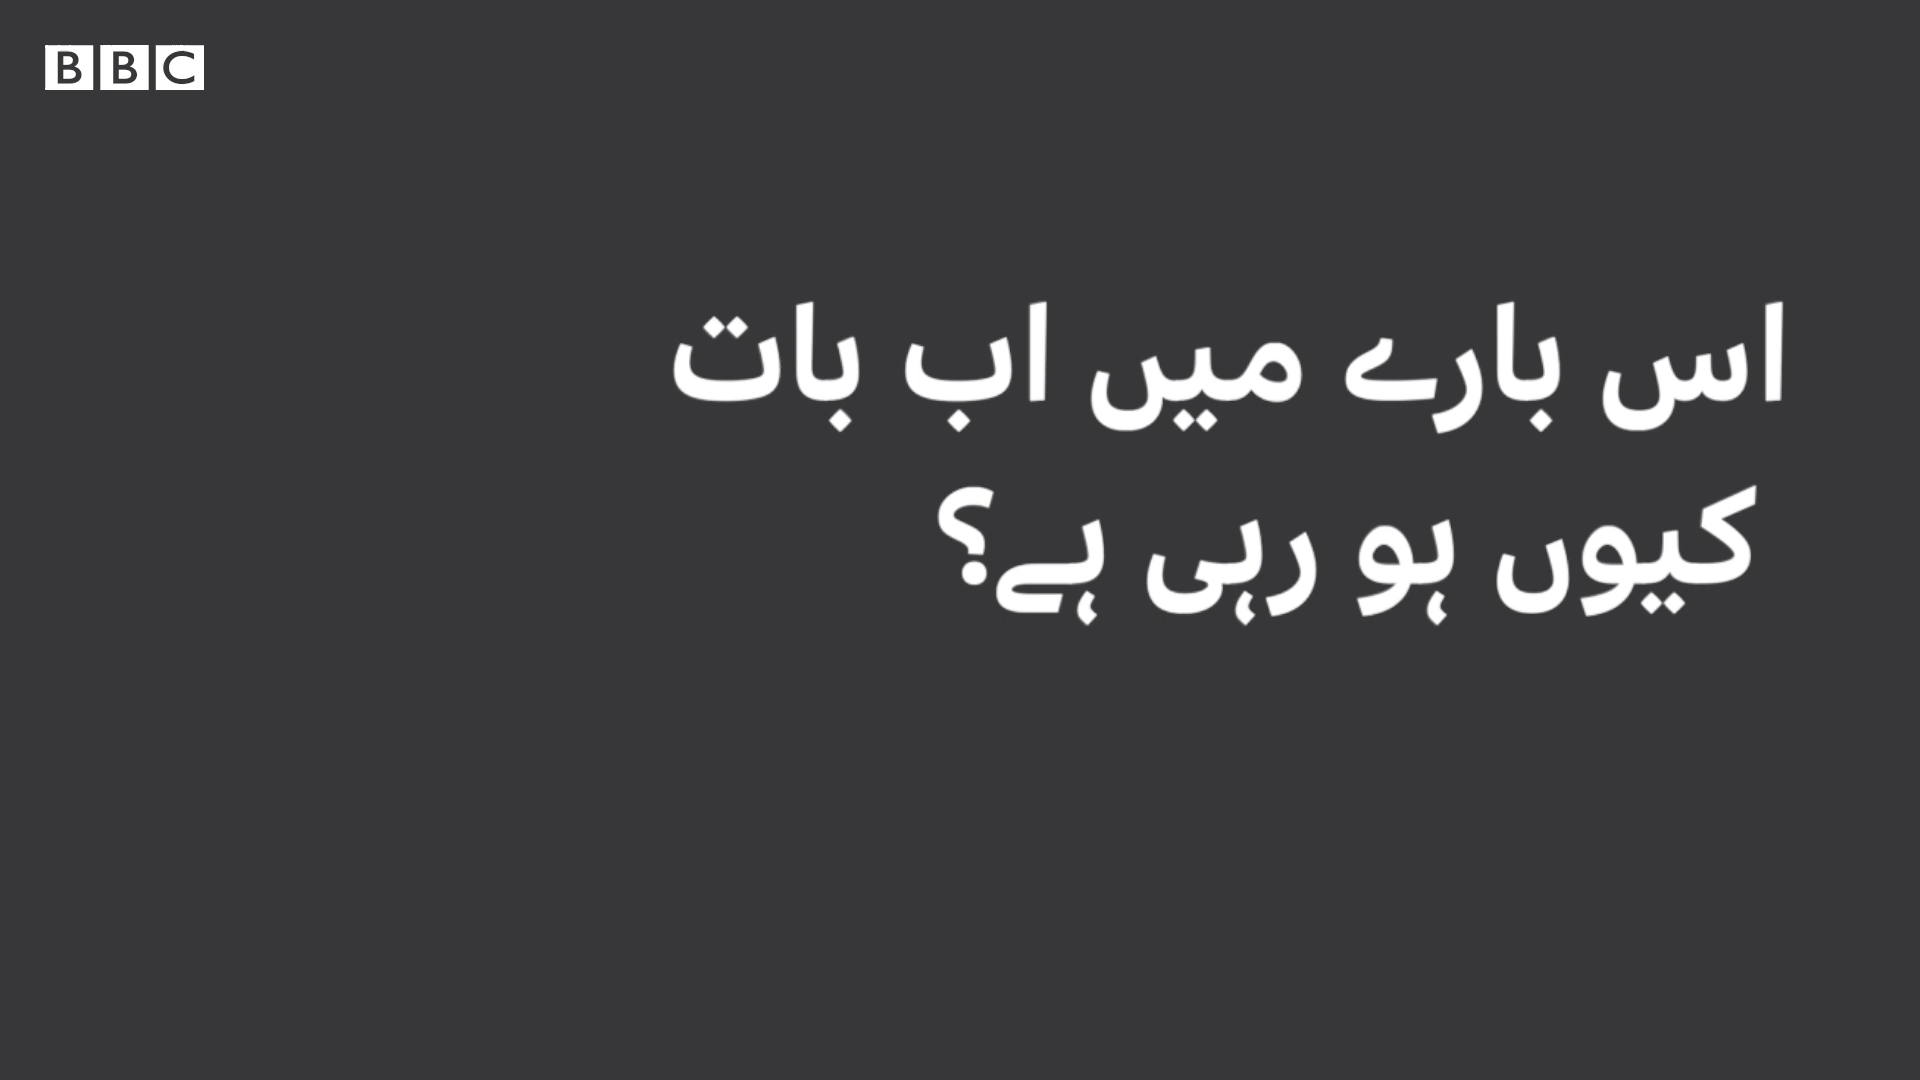 BBC
اس بارے میں اب بات
کیوں ہو رہی ہے؟